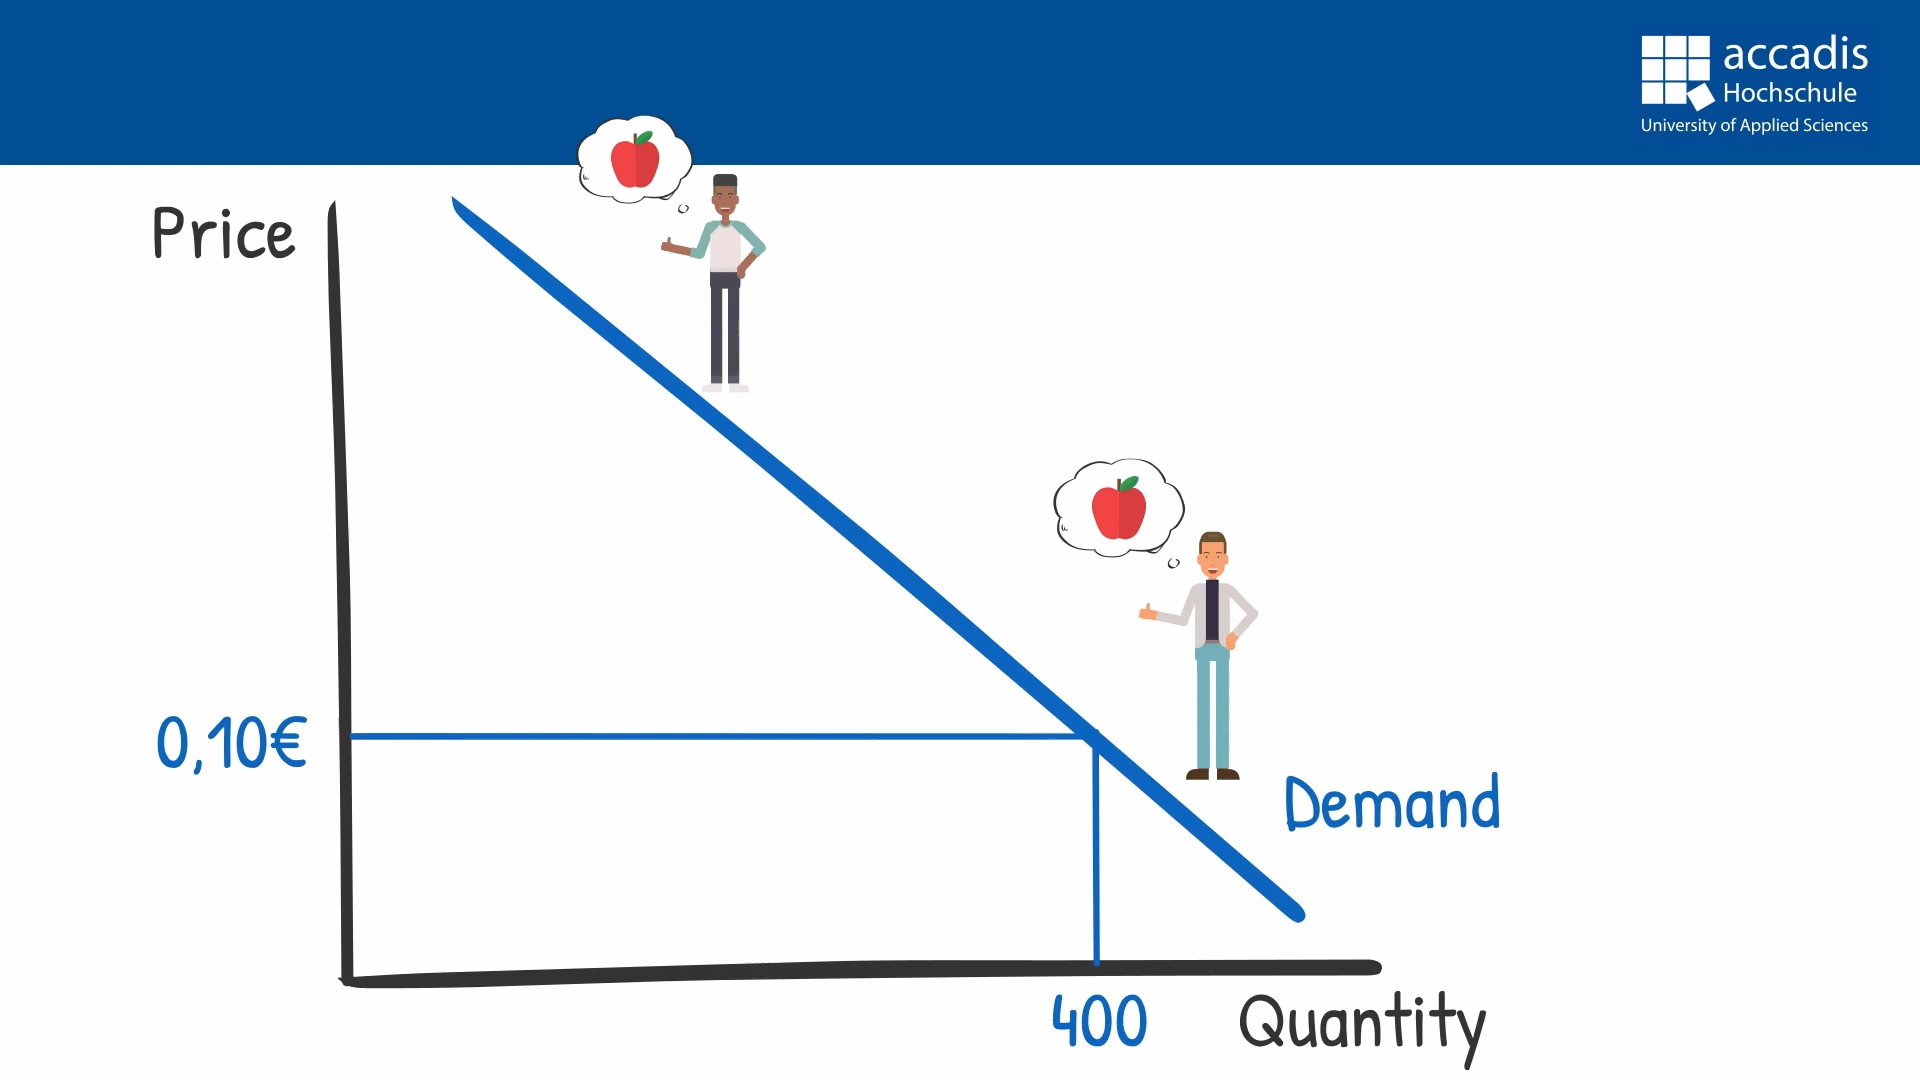 accadis
Hochschule
University of Applied Sciences
Price
0,10€
Demand
400
Quantity